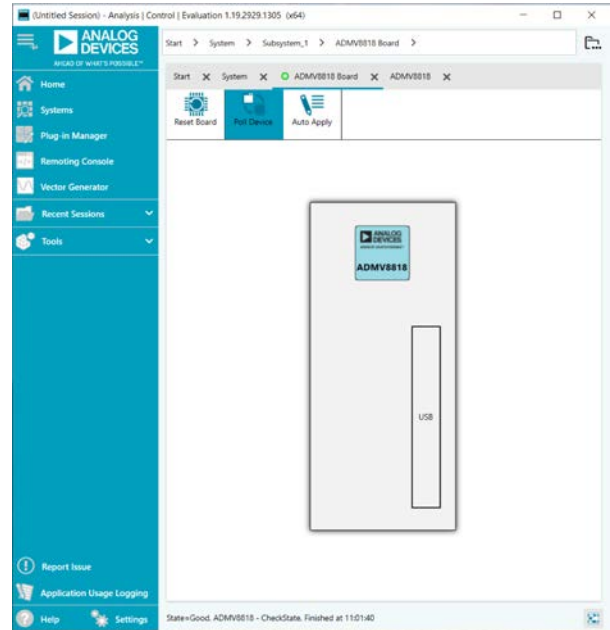 (Untitled Session) - Analysis | Control | Evaluation 1.19.2929.1305 (x64)
ANALOG
DEVICES
AHEAD OF WHAT'S POSSIBLE™
Start > System > Subsystem_1 > ADMV8818 Board >
Home
Systems
Plug-in Manager
Remoting Console
Vector Generator
Recent Sessions
Tools
Start System ADMV8818 Board ADMV8818
Reset Board Poll Device Auto Apply
ANALOG
DEVICES
ADMV8818
USB
Report Issue
Application Usage Logging
Help Settings
State=Good. ADMV8818 - CheckState. Finished at 11:01:40